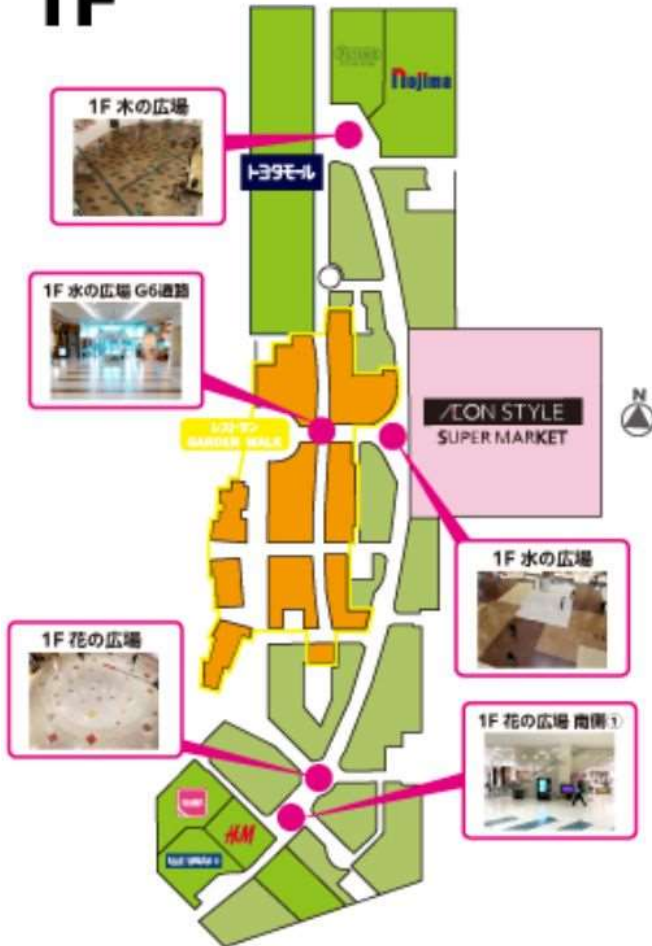 1F
nojima
1F 木の広場
トヨタモール
1F 水の広場 G6通路
レストラン
GARDEN WALK
ÆON STYLE
SUPERMARKET
N
1F 水の広場
1F 花の広場
1F 花の広場 南側①
H&M